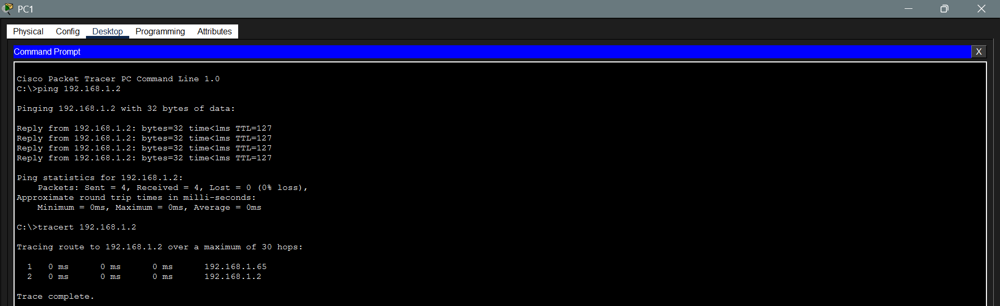 PC1
Physical Config Desktop Programming Attributes
Command Prompt
X
Cisco Packet Tracer PC Command Line 1.0
C:\>ping 192.168.1.2
Pinging 192.168.1.2 with 32 bytes of data:
Reply from 192.168.1.2: bytes=32 time<1ms TTL=127
Reply from 192.168.1.2: bytes=32 time<1ms TTL=127
Reply from 192.168.1.2: bytes=32 time<1ms TTL=127
Reply from 192.168.1.2: bytes=32 time<1ms TTL=127
Ping statistics for 192.168.1.2:
Packets: Sent = 4, Received = 4, Lost = 0 (0% loss),
Approximate round trip times in milli-seconds:
Minimum = 0ms, Maximum = 0ms, Average = 0ms
C:\>tracert 192.168.1.2
Tracing route to 192.168.1.2 over a maximum of 30 hops:
1 0 ms 0 ms 0 ms 192.168.1.65
2 0 ms 0 ms 0 ms 192.168.1.2
Trace complete.